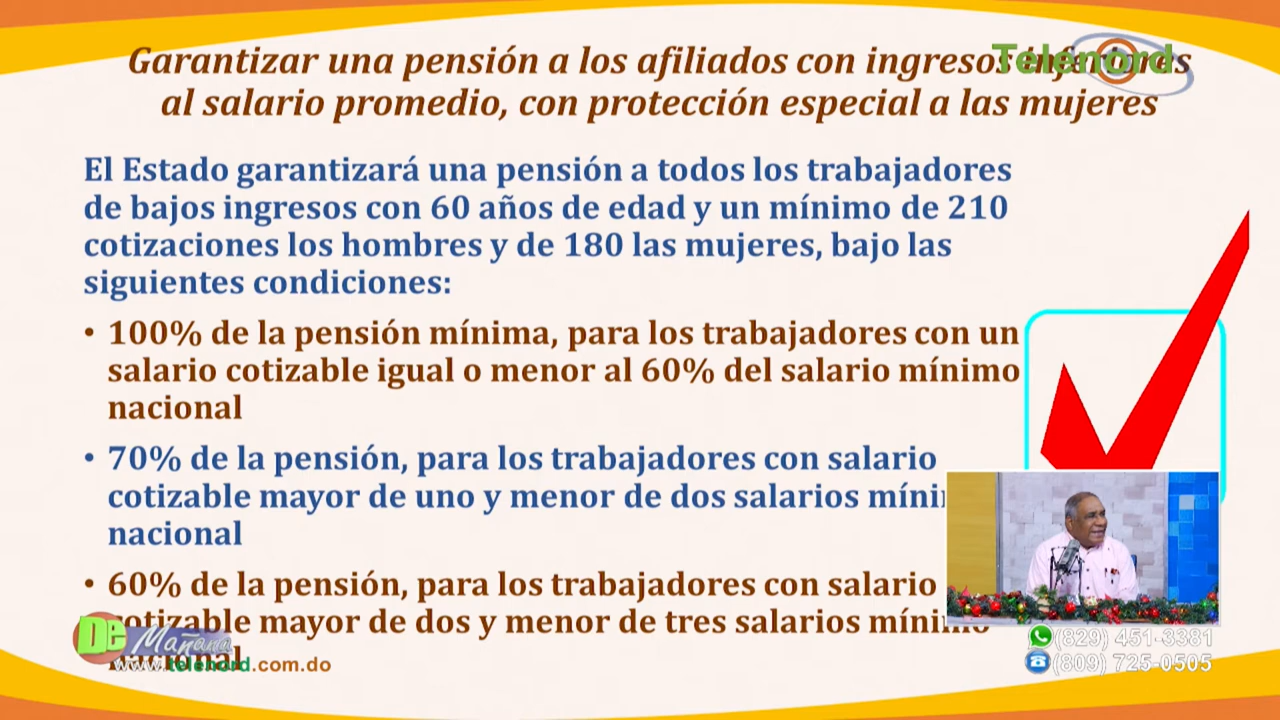 Garantizar una pensión a los afiliados con ingresos inferiores
Telenord
al salario promedio, con protección especial a las mujeres
El Estado garantizará una pensión a todos los trabajadores
de bajos ingresos con 60 años de edad y un mínimo de 210
cotizaciones los hombres y de 180 las mujeres, bajo las
siguientes condiciones:
• 100% de la pensión mínima, para los trabajadores con un
salario cotizable igual o menor al 60% del salario mínimo
nacional
• 70% de la pensión, para los trabajadores con salario
cotizable mayor de uno y menor de dos salarios
nacional
• 60% de la pensión, para los trabajadores con salario
cotizable mayor de dos y menor de tres salarios mínimo
nacional
De Mañana
www.telenord.com.do
(829) 451-3381
(809) 725-0505